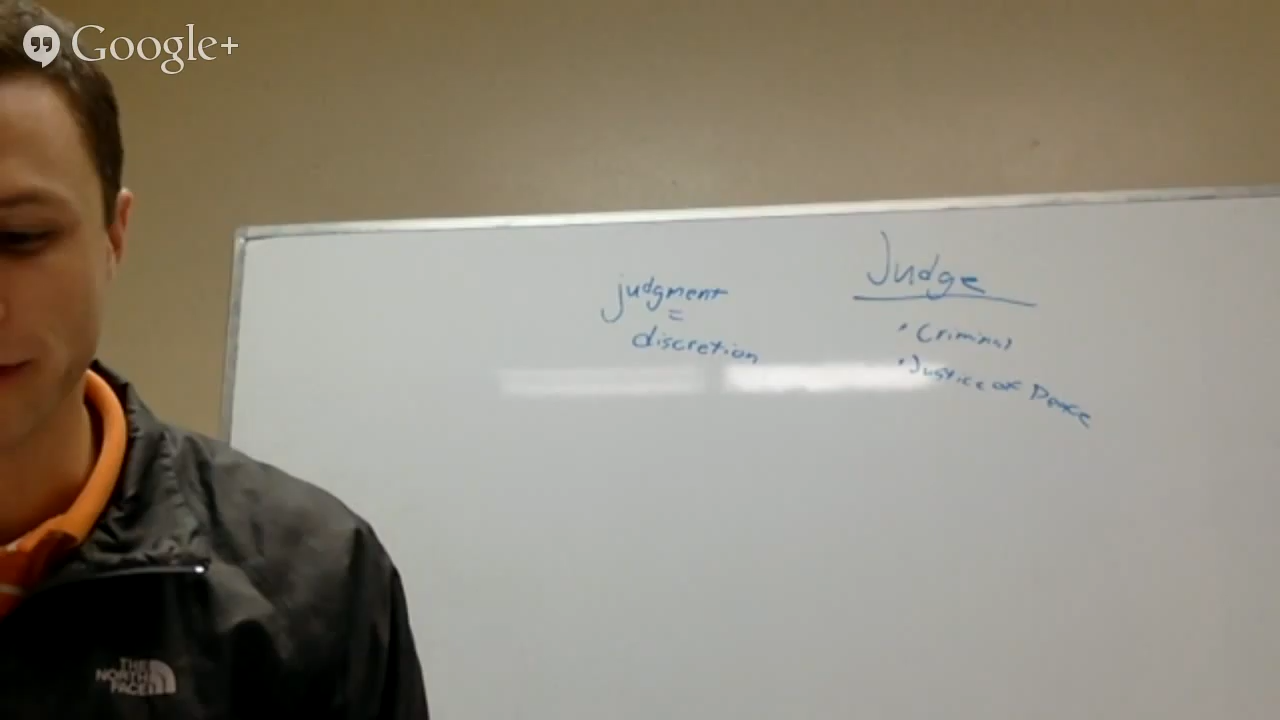 Google+
judgment
=
discretion
Judge
• Criminal
• Justice of Peace
THE
NORTH
FACE